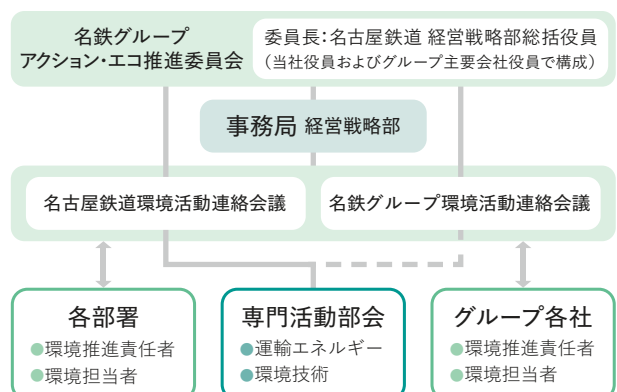 名鉄グループ
アクション・エコ推進委員会
委員長：名古屋鉄道 経営戦略部総括役員
（当社役員およびグループ主要会社役員で構成）
事務局 経営戦略部
名古屋鉄道環境活動連絡会議
名鉄グループ環境活動連絡会議
各部署
●環境推進責任者
●環境担当者
専門活動部会
●運輸エネルギー
●環境技術
グループ各社
●環境推進責任者
●環境担当者